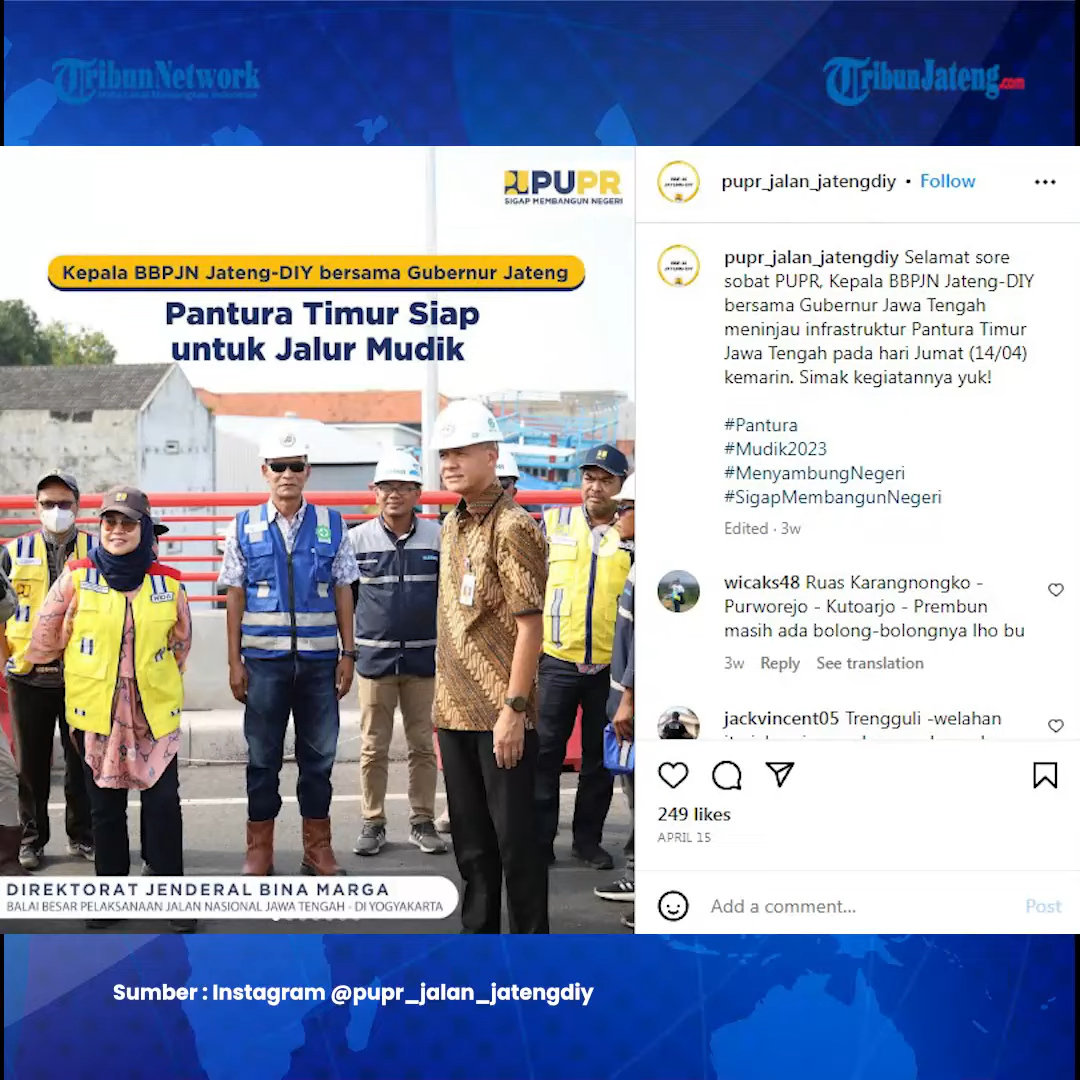 TribunNetwork
TribunJateng.com
PUPR
SIGAP MEMBANGUN NEGERI
Kepala BBPJN Jateng-DIY bersama Gubernur Jateng
Pantura Timur Siap
untuk Jalur Mudik
DIREKTORAT JENDERAL BINA MARGA
BALAI BESAR PELAKSANAAN JALAN NASIONAL JAWA TENGAH - DI YOGYAKARTA
pupr_jalan_jatengdiy • Follow
pupr_jalan_jatengdiy Selamat sore
sobat PUPR, Kepala BBPJN Jateng-DIY
bersama Gubernur Jawa Tengah
meninjau infrastruktur Pantura Timur
Jawa Tengah pada hari Jumat (14/04)
kemarin. Simak kegiatannya yuk!
#Pantura
#Mudik2023
#MenyambungNegeri
#SigapMembangunNegeri
Edited · 3w
wicaks48 Ruas Karangnongko -
Purworejo - Kutoarjo - Prembun
masih ada bolong-bolongnya lho bu
3w Reply See translation
jackvincent05 Trengguli -welahan
249 likes
APRIL 15
Add a comment...
Post
Sumber : Instagram @pupr_jalan_jatengdiy